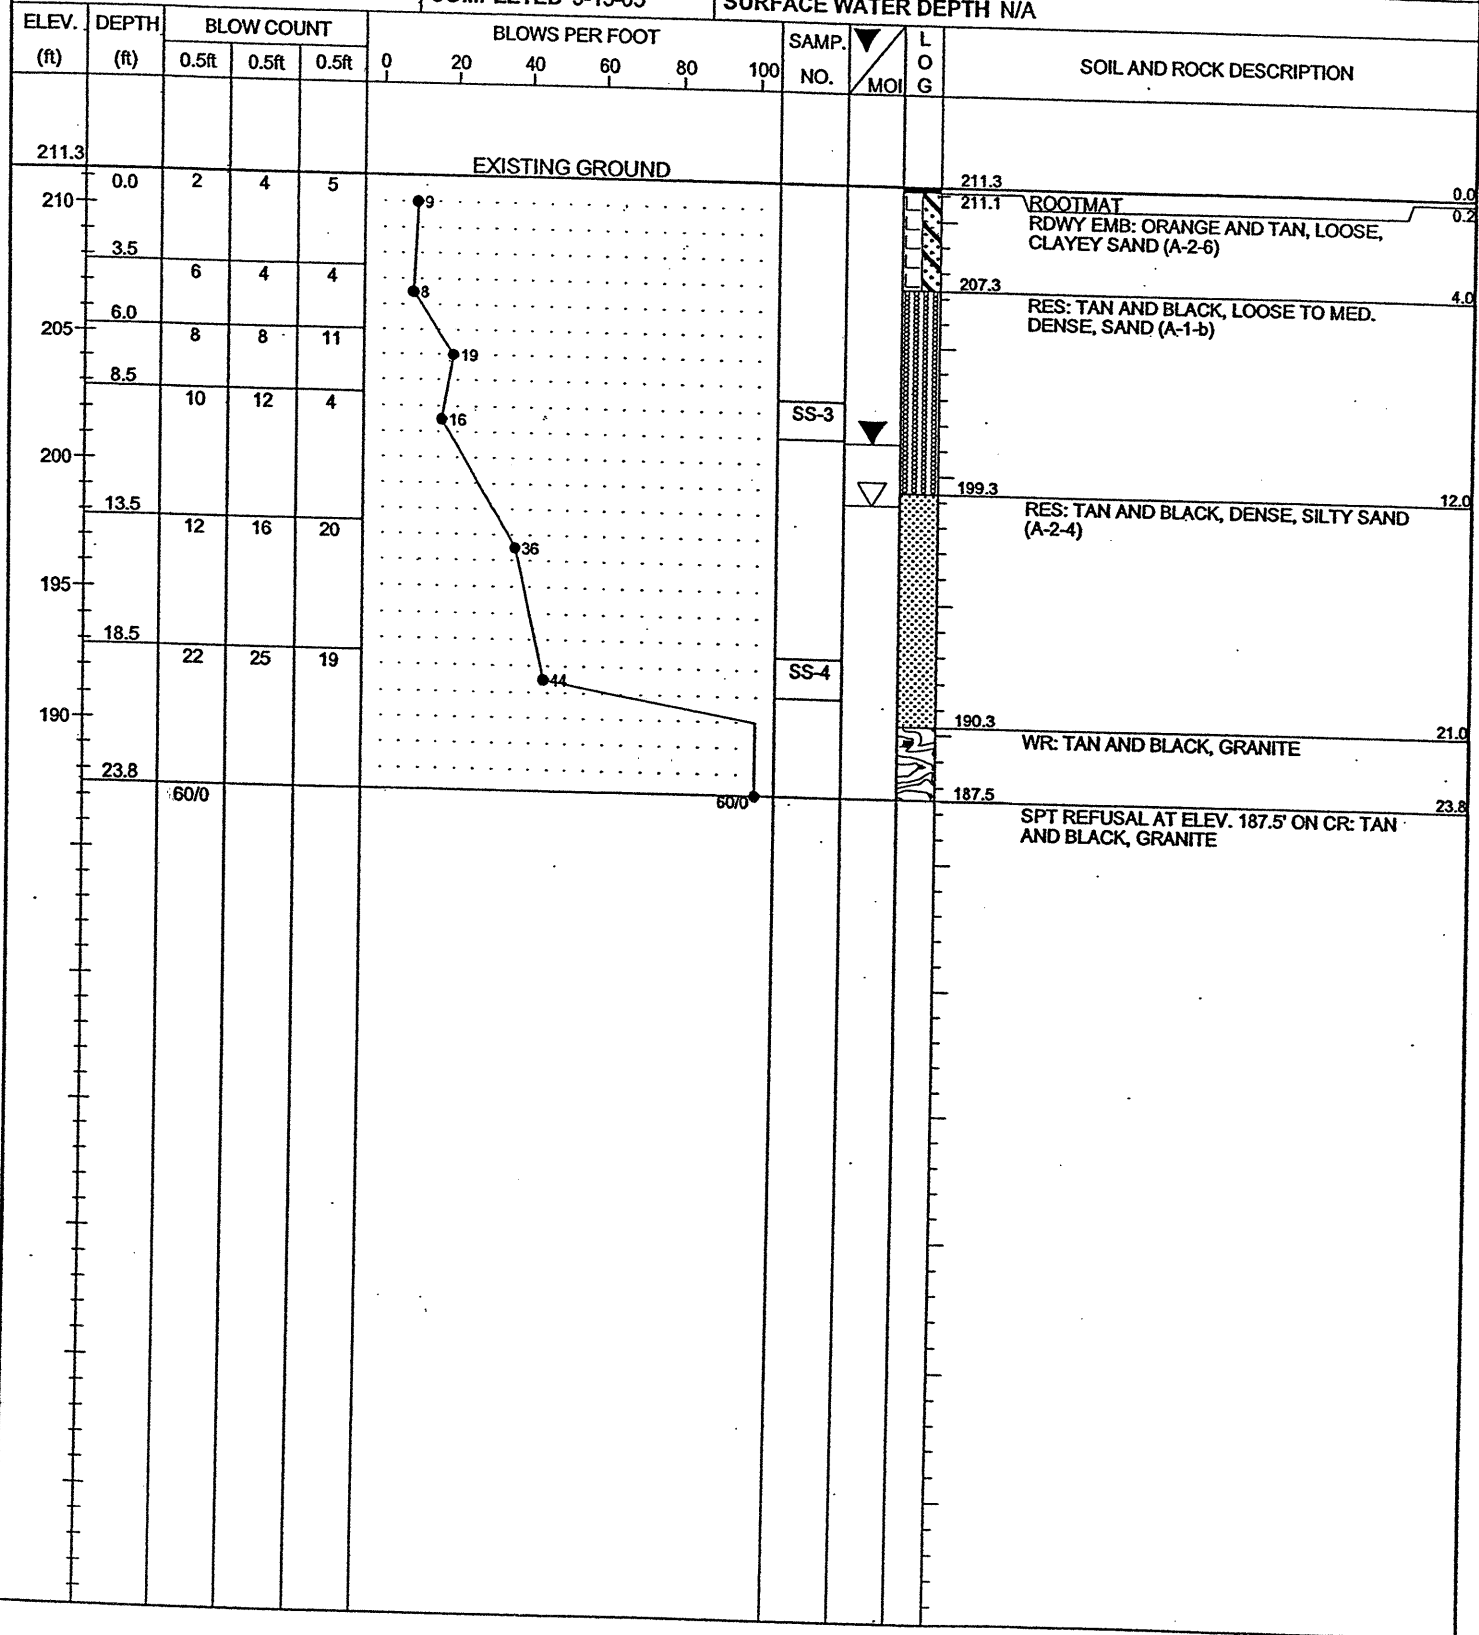 SURFACE WATER DEPTH N/A
ELEV. (ft)
DEPTH (ft)
BLOW COUNT
0.5ft 0.5ft 0.5ft
BLOWS PER FOOT
0 20 40 60 80 100
SAMP. NO.
MOI
LOG
SOIL AND ROCK DESCRIPTION
211.3
EXISTING GROUND
0.0 2 4 5
211.3 0.0
210
9
211.1 ROOTMAT 0.2
RDWY EMB: ORANGE AND TAN, LOOSE,
CLAYEY SAND (A-2-6)
3.5
6 4 4
8
207.3 4.0
RES: TAN AND BLACK, LOOSE TO MED.
DENSE, SAND (A-1-b)
6.0
205
8 8 11
19
8.5
10 12 4
16
SS-3
200
199.3 12.0
13.5
RES: TAN AND BLACK, DENSE, SILTY SAND
(A-2-4)
12 16 20
36
195
18.5
22 25 19
44
SS-4
190
190.3 21.0
WR: TAN AND BLACK, GRANITE
23.8
60/0
60/0
187.5 23.8
SPT REFUSAL AT ELEV. 187.5' ON CR: TAN
AND BLACK, GRANITE